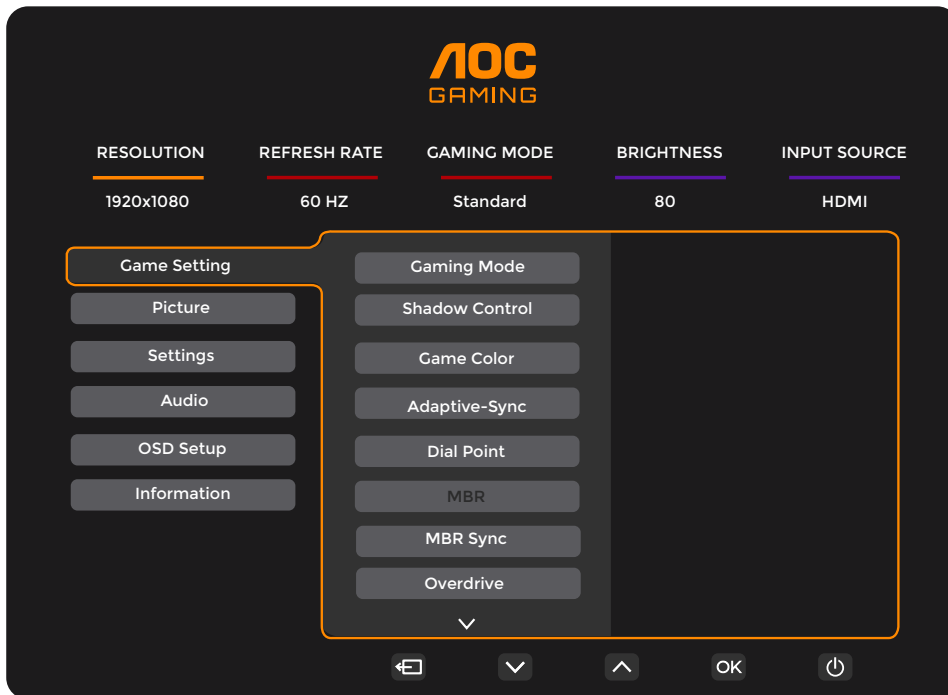 AOC
GAMING
RESOLUTION REFRESH RATE GAMING MODE BRIGHTNESS INPUT SOURCE
1920x1080 60 HZ Standard 80 HDMI
Game Setting Gaming Mode
Picture Shadow Control
Settings Game Color
Audio Adaptive-Sync
OSD Setup Dial Point
Information MBR
MBR Sync
Overdrive
OK